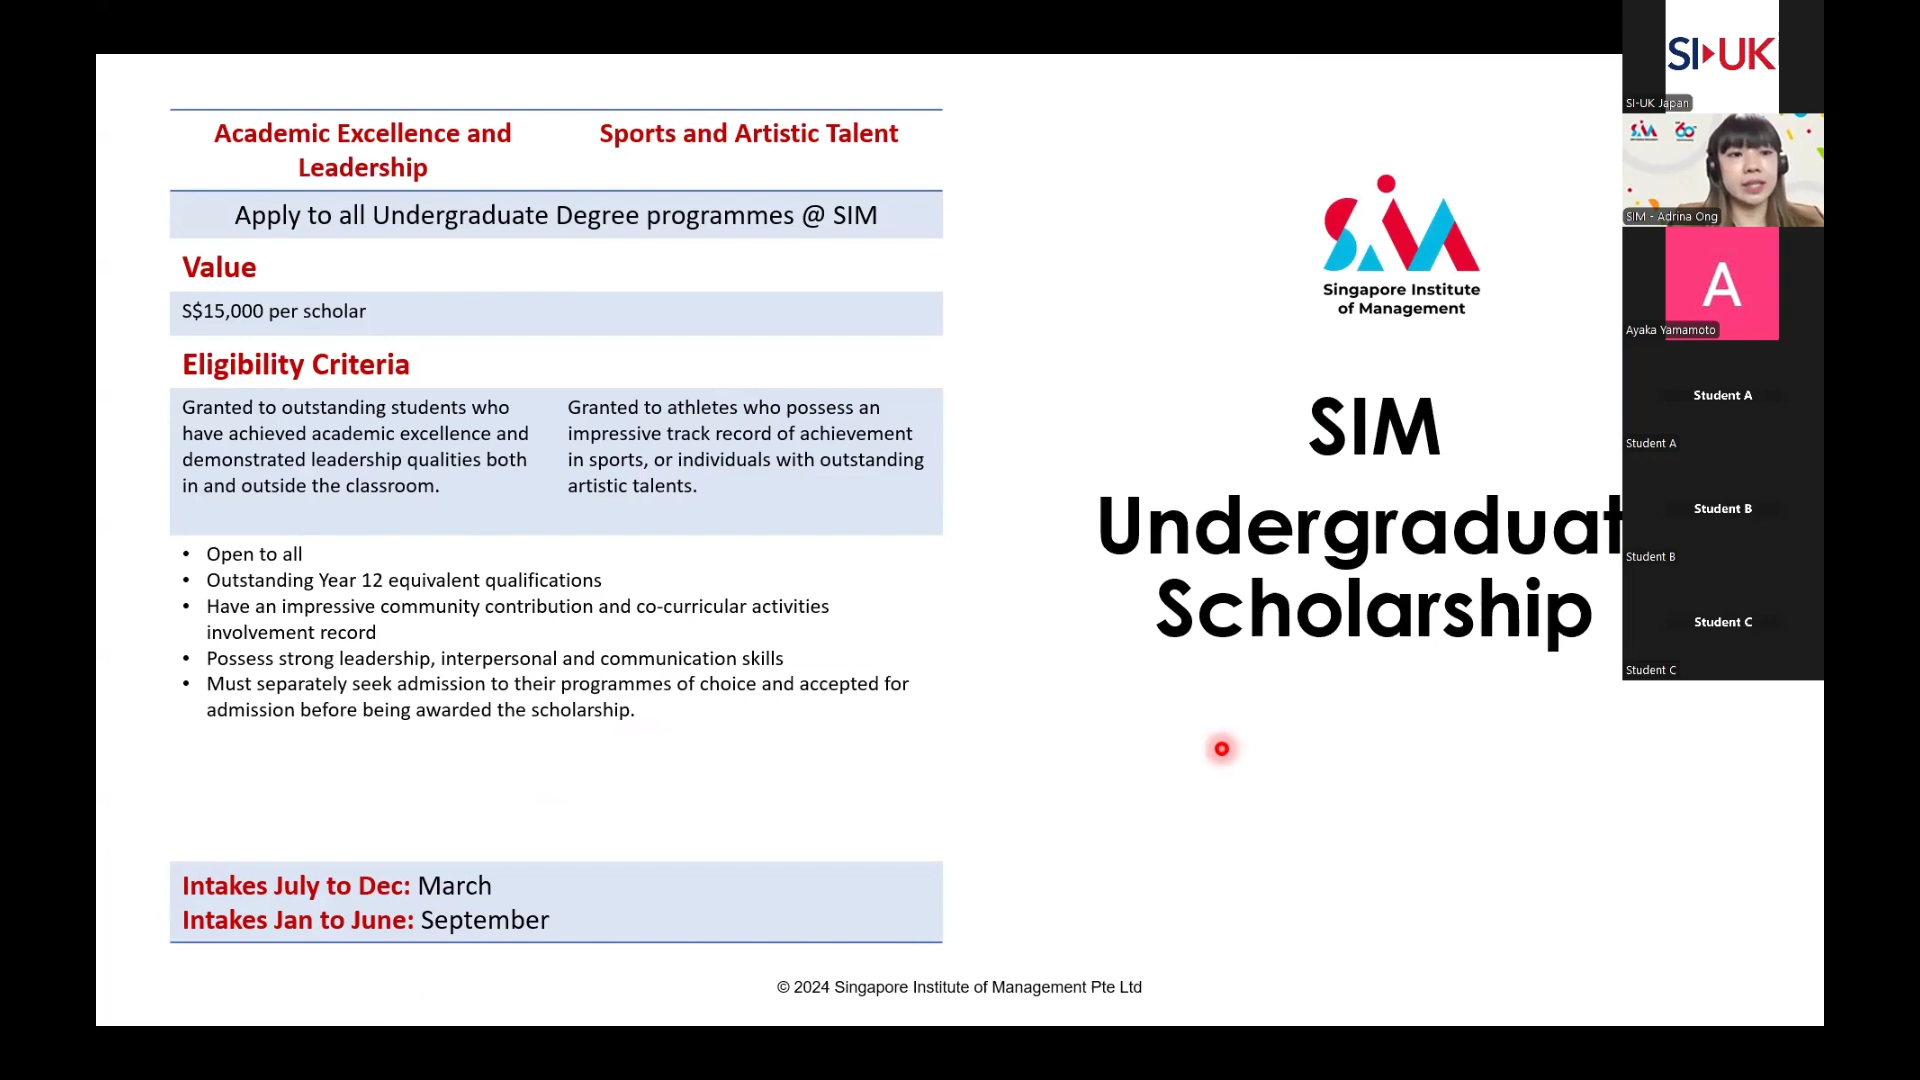 Academic Excellence and
Leadership
Sports and Artistic Talent
Apply to all Undergraduate Degree programmes @ SIM
Value
S$15,000 per scholar
Eligibility Criteria
Granted to outstanding students who
have achieved academic excellence and
demonstrated leadership qualities both
in and outside the classroom.
Granted to athletes who possess an
impressive track record of achievement
in sports, or individuals with outstanding
artistic talents.
• Open to all
• Outstanding Year 12 equivalent qualifications
• Have an impressive community contribution and co-curricular activities
involvement record
• Possess strong leadership, interpersonal and communication skills
• Must separately seek admission to their programmes of choice and accepted for
admission before being awarded the scholarship.
Intakes July to Dec: March
Intakes Jan to June: September
SIM
Singapore Institute
of Management
SIM
Undergraduat
Scholarship
© 2024 Singapore Institute of Management Pte Ltd
SI-UK
SI-UK Japan
SIM 60
SIM - Adrina Ong
A
Ayaka Yamamoto
Student A
Student A
Student B
Student B
Student C
Student C